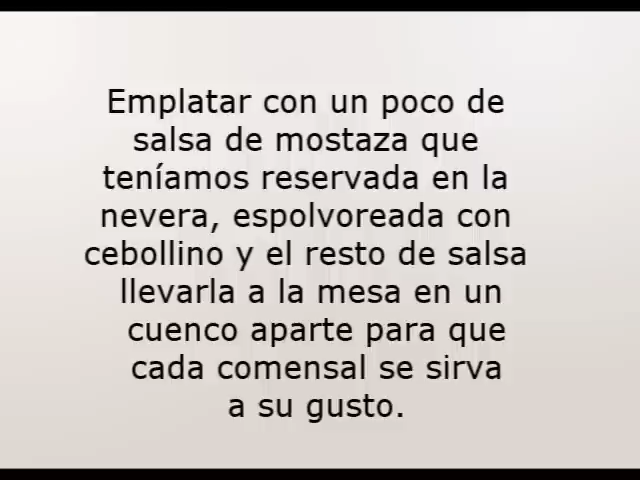 Emplatar con un poco de
salsa de mostaza que
teníamos reservada en la
nevera, espolvoreada con
cebollino y el resto de salsa
llevarla a la mesa en un
cuenco aparte para que
cada comensal se sirva
a su gusto.